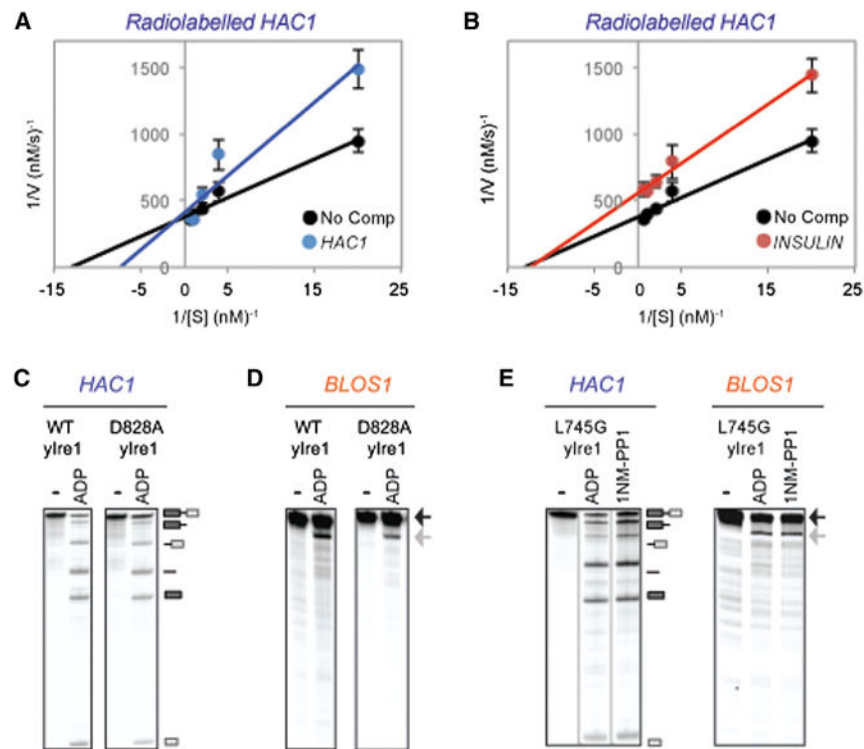 A
Radiolabelled HAC1
1500
1000
500
0
1/V (nM/s)⁻¹
-15
-5
0
5
15
25
1/[S] (nM)⁻¹
No Comp
HAC1
B
Radiolabelled HAC1
1500
1000
500
0
1/V (nM/s)⁻¹
-15
-5
0
5
15
25
1/[S] (nM)⁻¹
No Comp
INSULIN
C
HAC1
WT yIre1
D828A yIre1
-
ADP
-
ADP
D
BLOS1
WT yIre1
D828A yIre1
-
ADP
-
ADP
E
HAC1
L745G yIre1
-
ADP
1NM-PP1
BLOS1
L745G yIre1
-
ADP
1NM-PP1